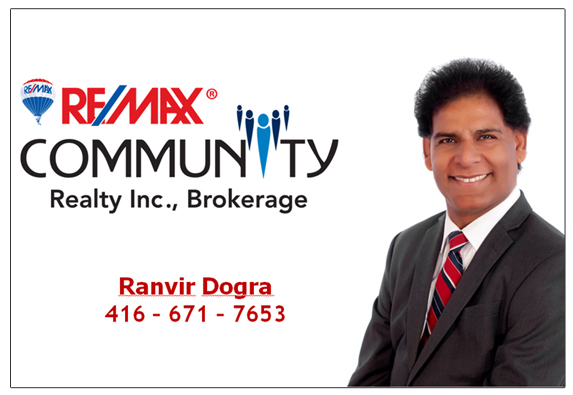 RE/MAX
RE/MAX®
COMMUNITY
Realty Inc., Brokerage
Ranvir Dogra
416 - 671 - 7653